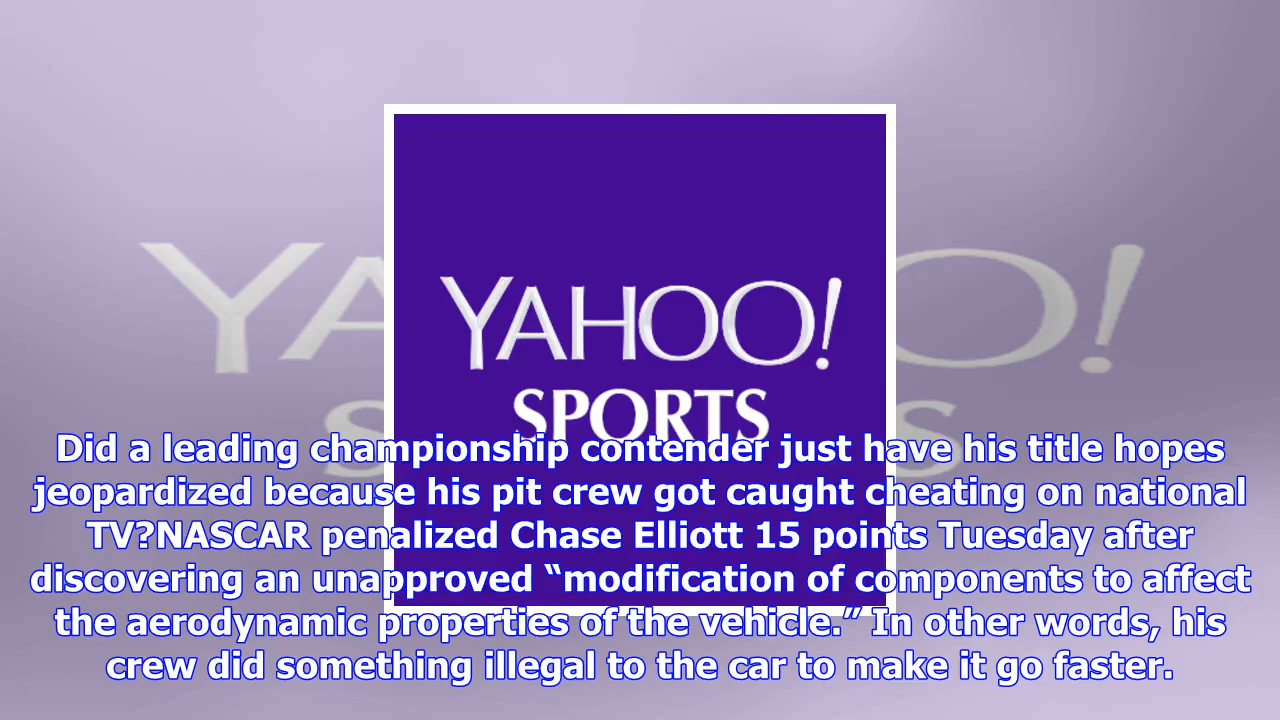 YAHOO!
SPORTS
Did a leading championship contender just have his title hopes
jeopardized because his pit crew got caught cheating on national
TV?NASCAR penalized Chase Elliott 15 points Tuesday after
discovering an unapproved “modification of components to affect
the aerodynamic properties of the vehicle.” In other words, his
crew did something illegal to the car to make it go faster.